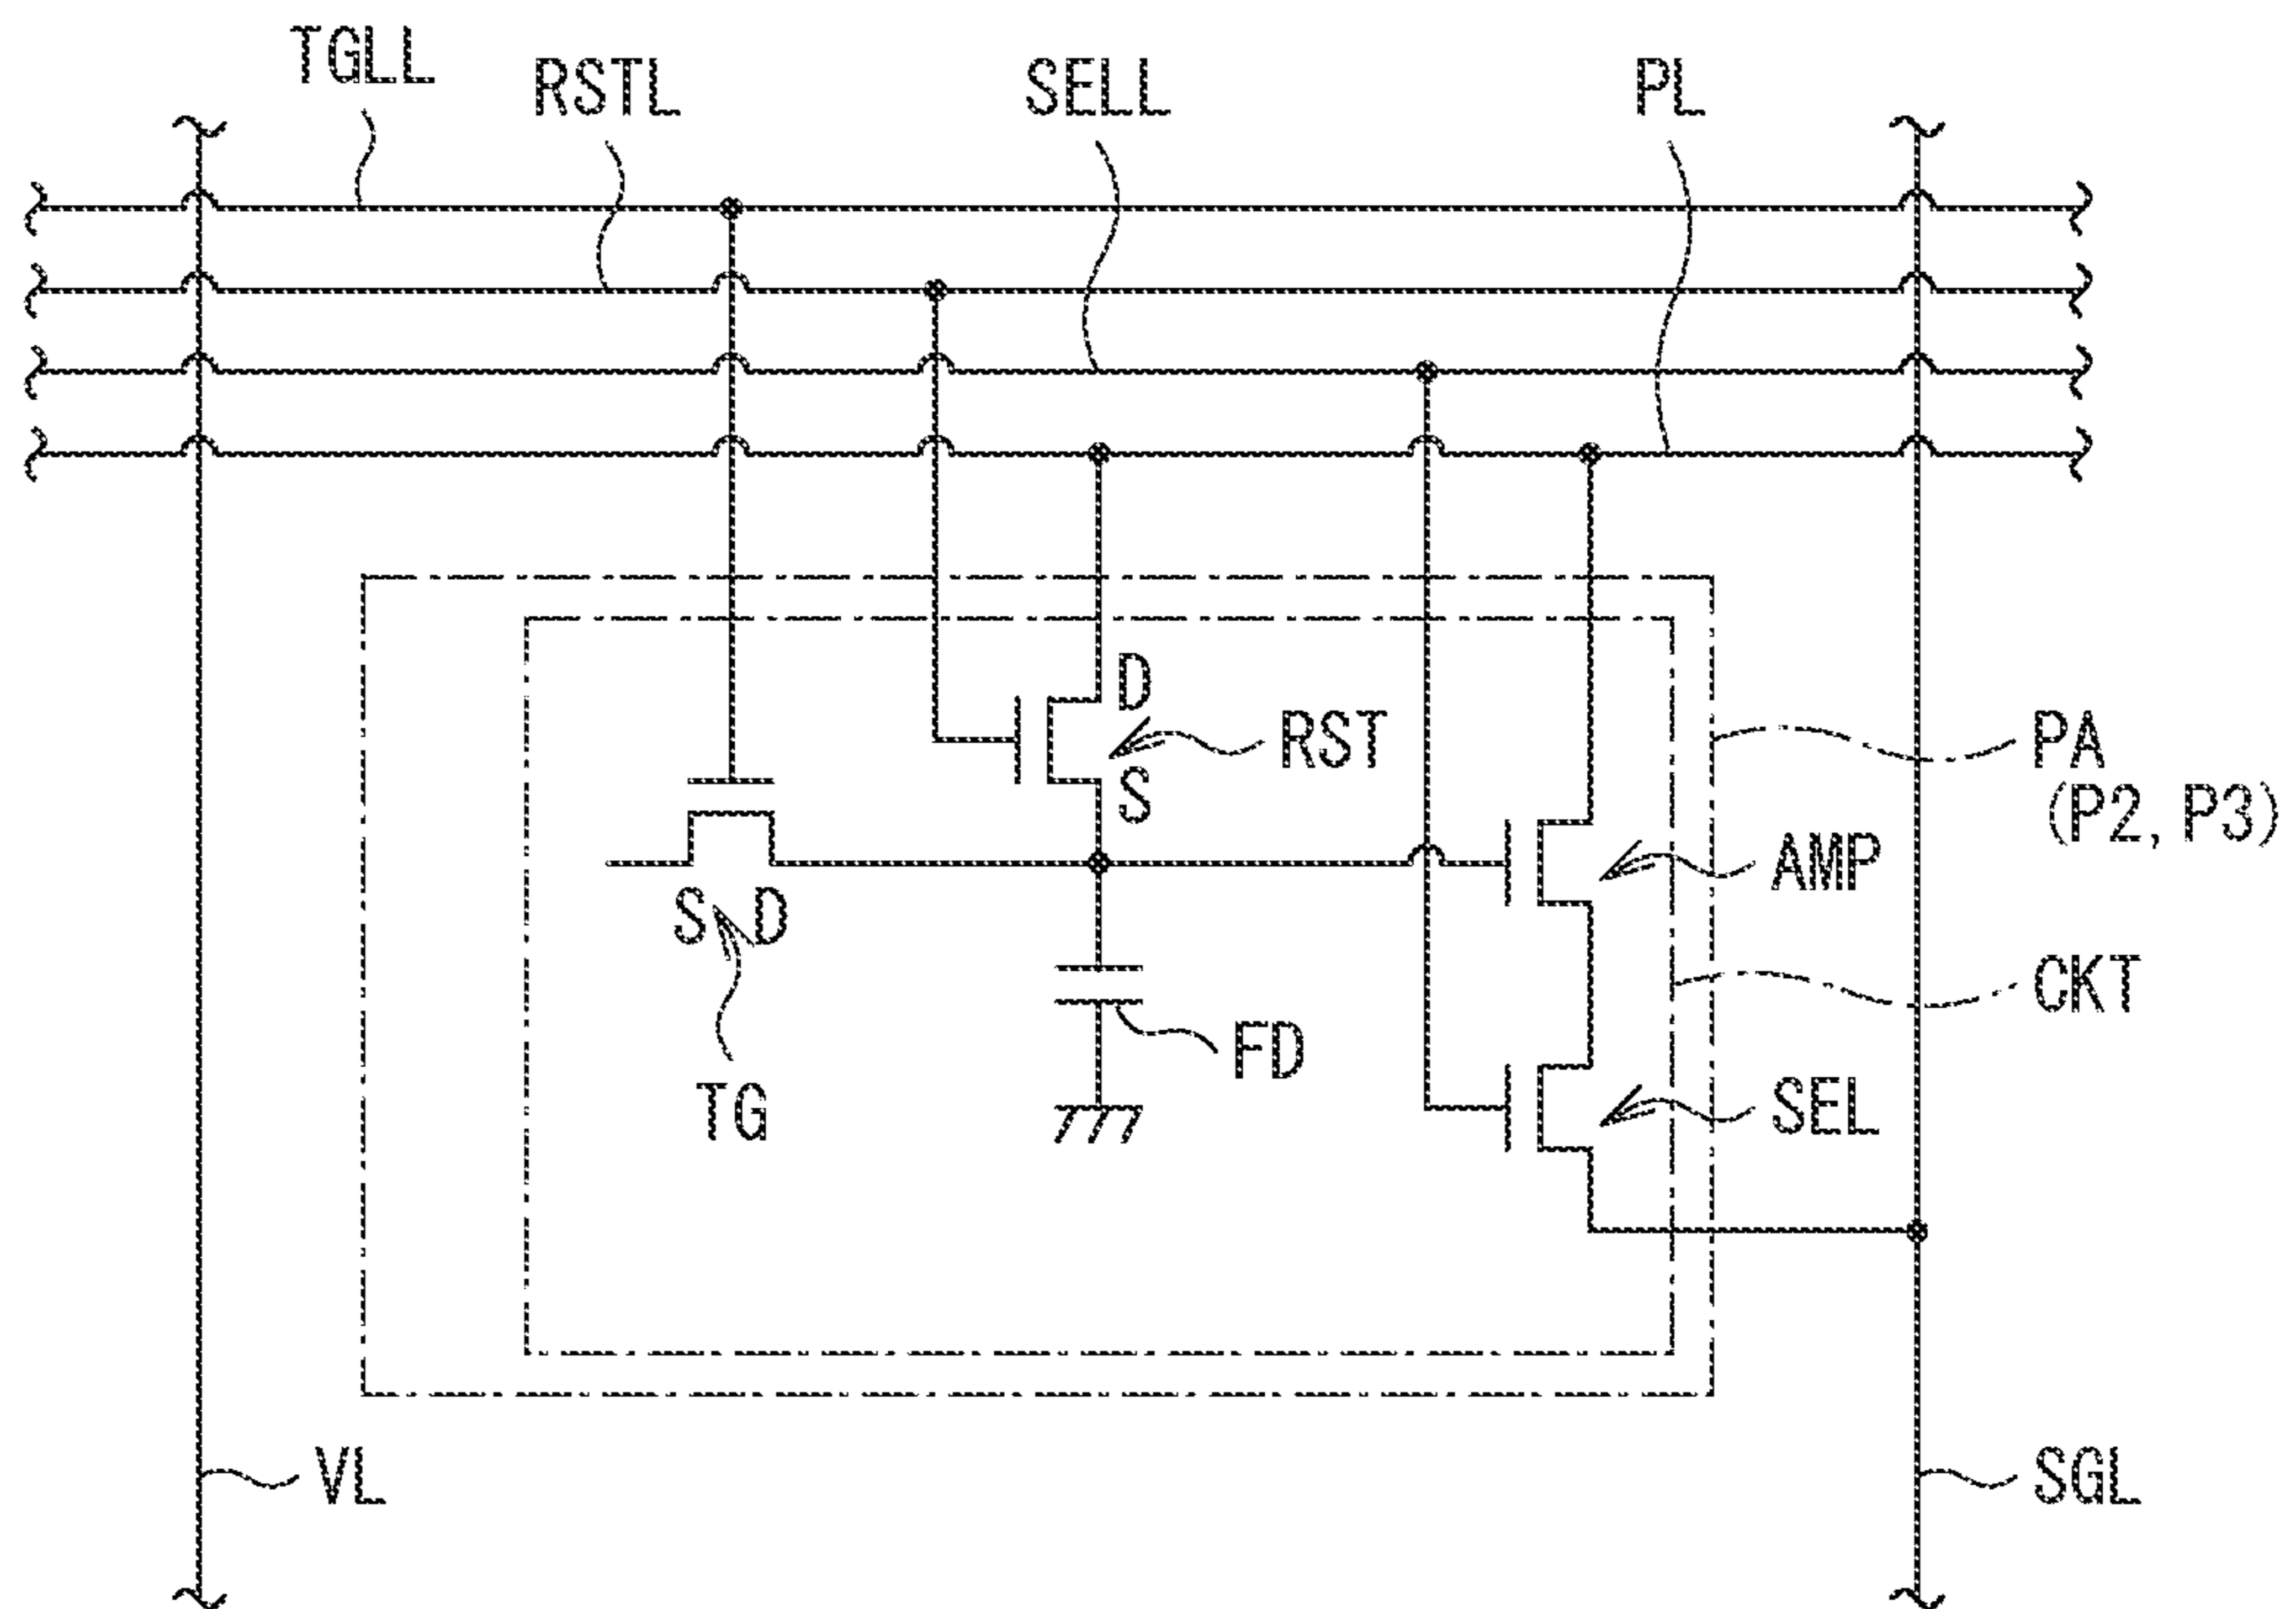 TGLL
RSTL
SELL
PL
D
RST
S
PA
(P2, P3)
AMP
S D
CKT
FD
TG
SEL
VL
SGL